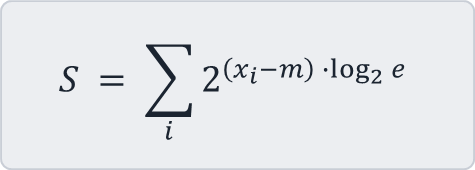 S = ∑_i 2^{(x_i−m)·log_2 e}